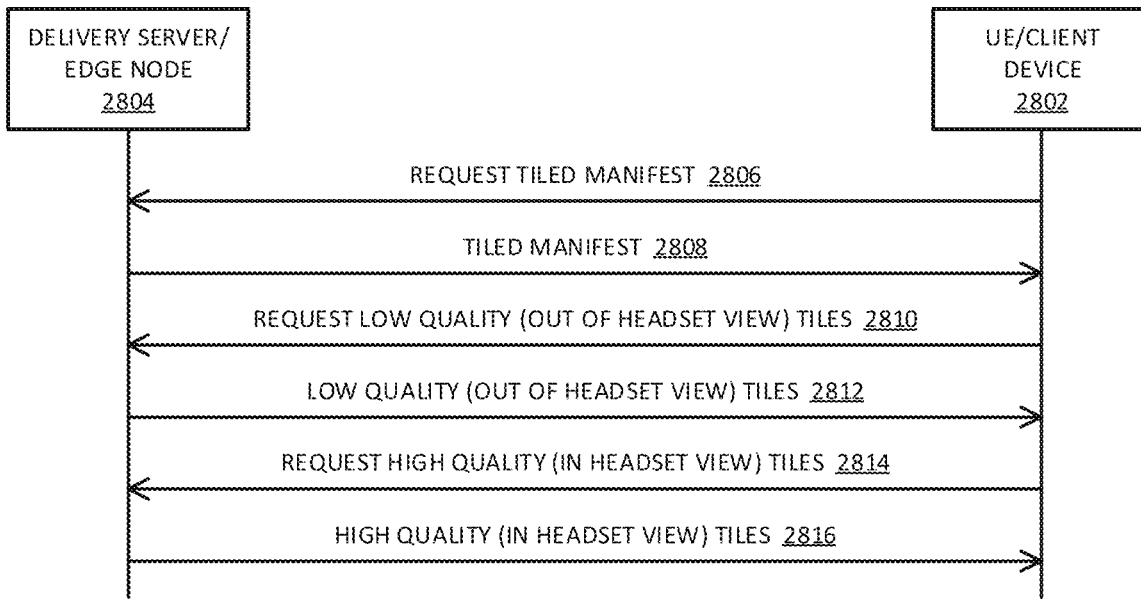 DELIVERY SERVER/
EDGE NODE
2804
UE/CLIENT
DEVICE
2802
REQUEST TILED MANIFEST 2806
TILED MANIFEST 2808
REQUEST LOW QUALITY (OUT OF HEADSET VIEW) TILES 2810
LOW QUALITY (OUT OF HEADSET VIEW) TILES 2812
REQUEST HIGH QUALITY (IN HEADSET VIEW) TILES 2814
HIGH QUALITY (IN HEADSET VIEW) TILES 2816